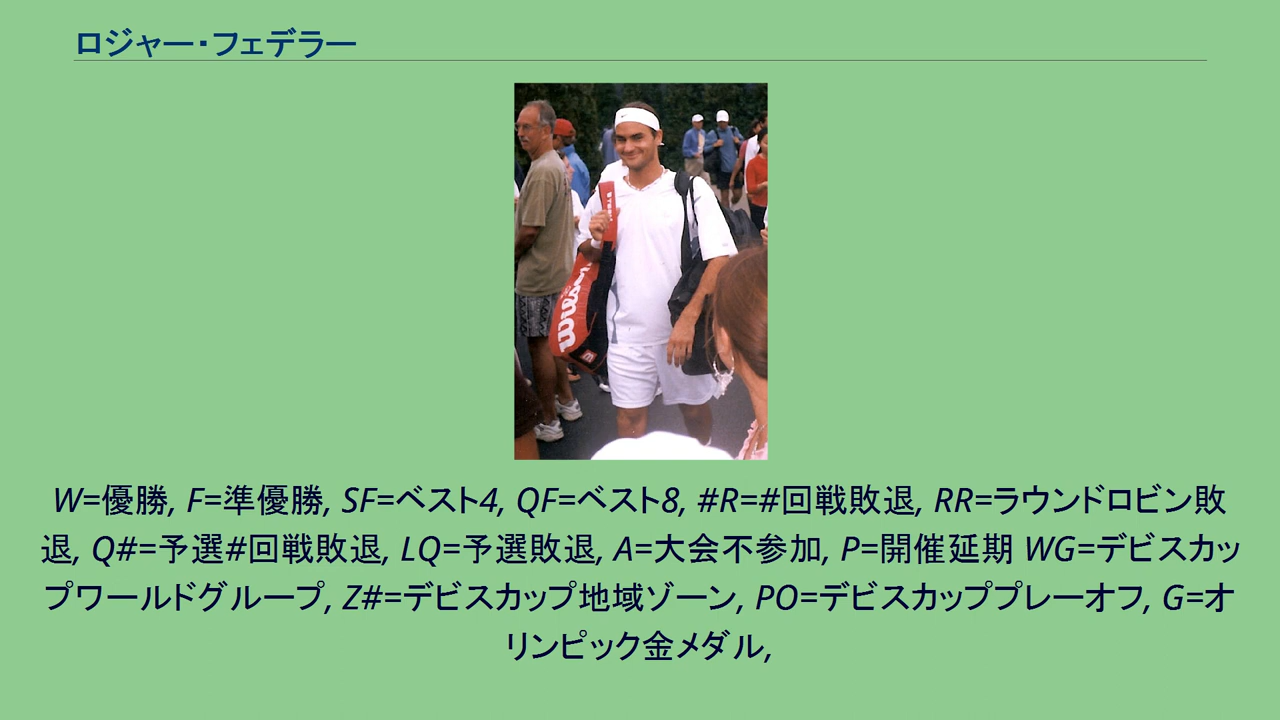 ロジャー・フェデラー
Wilson
W=優勝, F=準優勝, SF=ベスト4, QF=ベスト8, #R=#回戦敗退, RR=ラウンドロビン敗
退, Q#=予選#回戦敗退, LQ=予選敗退, A=大会不参加, P=開催延期 WG=デビスカッ
プワールドグループ, Z#=デビスカップ地域ゾーン, PO=デビスカッププレーオフ, G=オ
リンピック金メダル,